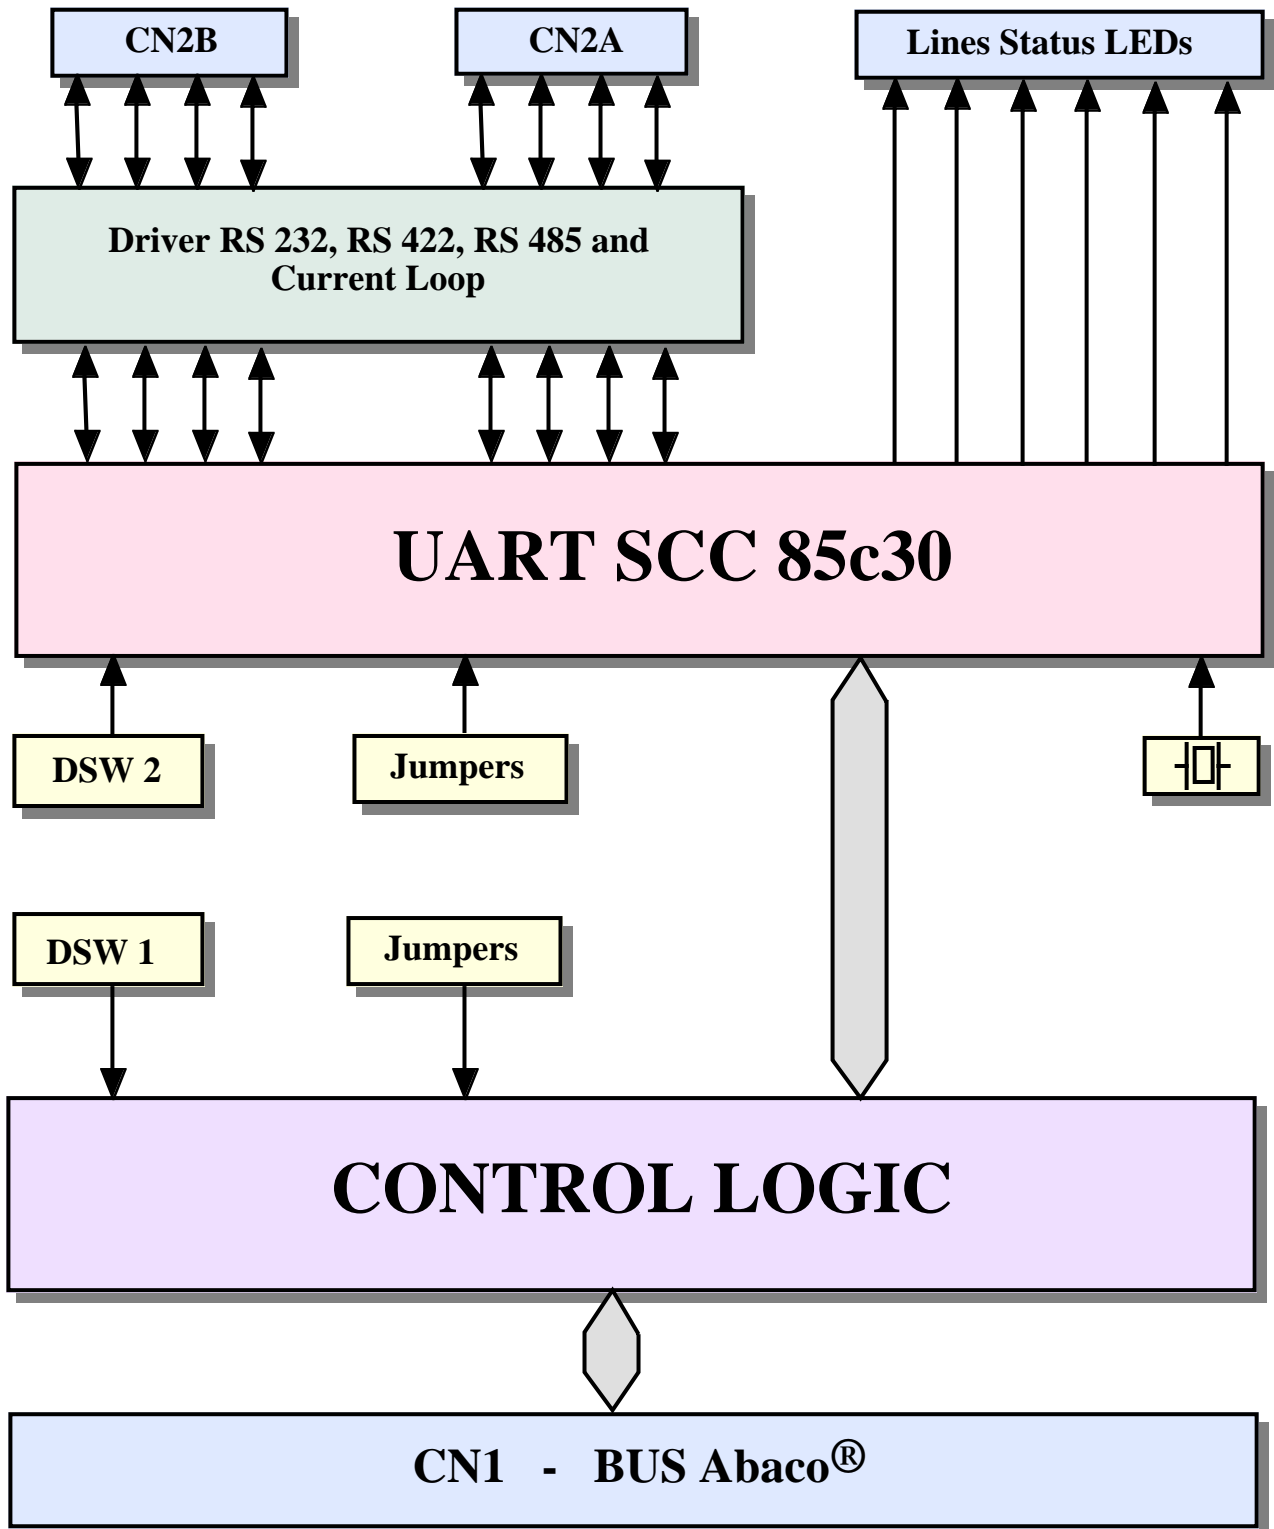 CN2B
CN2A
Lines Status LEDs
Driver RS 232, RS 422, RS 485 and
Current Loop
UART SCC 85c30
DSW 2
Jumpers
DSW 1
Jumpers
CONTROL LOGIC
CN1 - BUS Abaco®